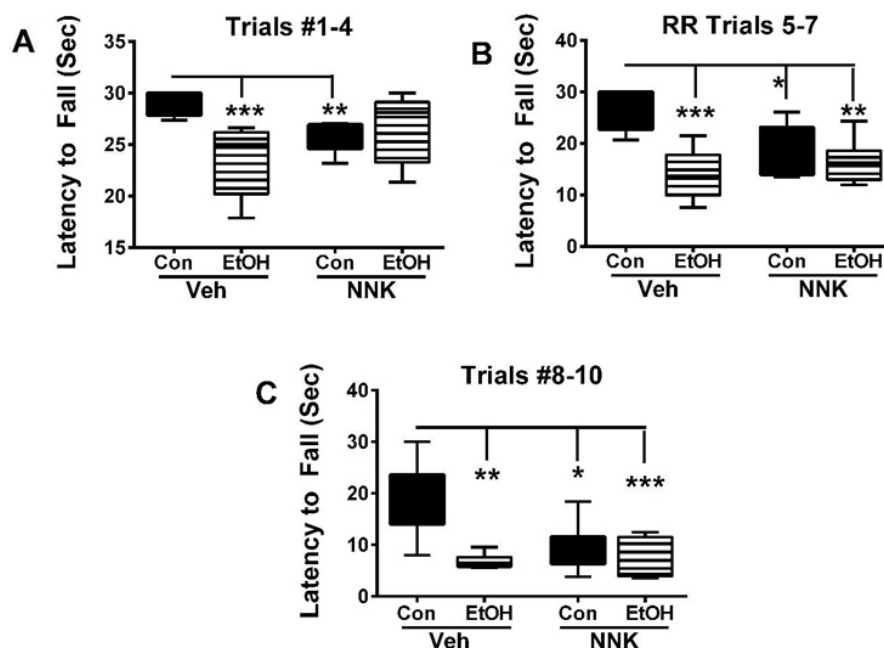 A
Trials #1-4
Latency to Fall (Sec)
35
30
25
20
15
***
**
Con EtOH Con EtOH
Veh NNK
B
RR Trials 5-7
Latency to Fall (Sec)
40
30
20
10
0
***
*
**
Con EtOH Con EtOH
Veh NNK
C
Trials #8-10
Latency to Fall (Sec)
40
30
20
10
0
**
*
***
Con EtOH Con EtOH
Veh NNK